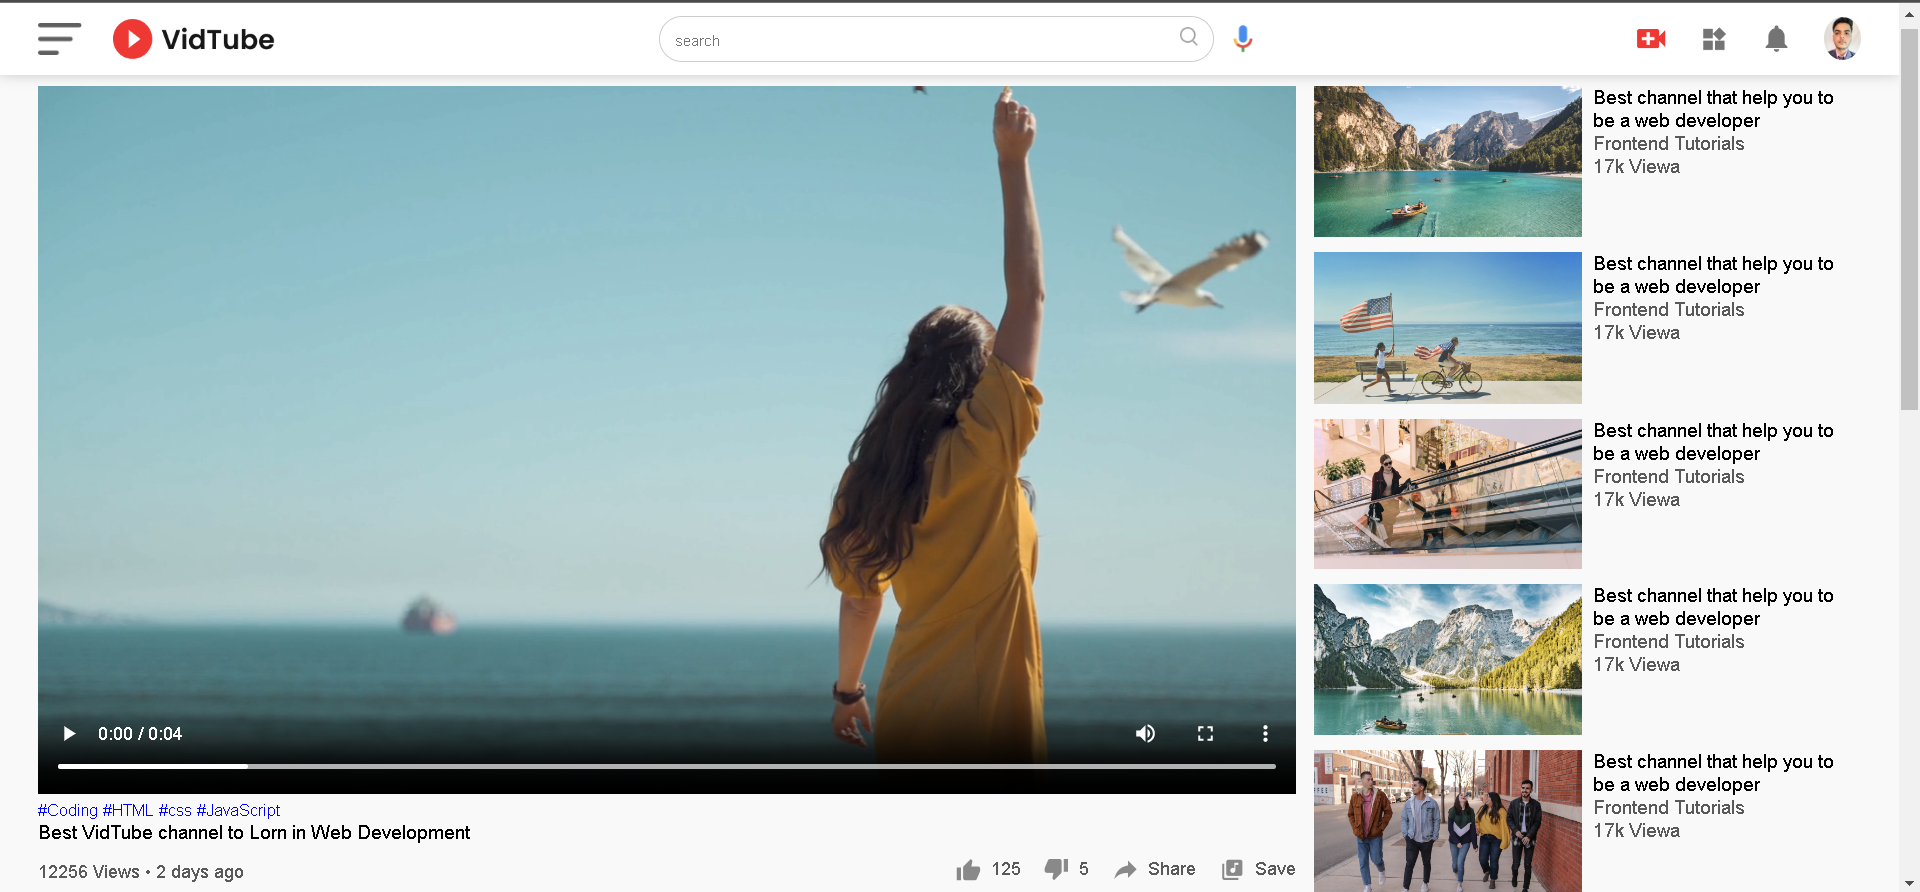 VidTube
search
0:00 / 0:04
#Coding #HTML #css #JavaScript
Best VidTube channel to Lorn in Web Development
12256 Views • 2 days ago
125
5
Share
Save
Best channel that help you to
be a web developer
Frontend Tutorials
17k Viewa
Best channel that help you to
be a web developer
Frontend Tutorials
17k Viewa
Best channel that help you to
be a web developer
Frontend Tutorials
17k Viewa
Best channel that help you to
be a web developer
Frontend Tutorials
17k Viewa
Best channel that help you to
be a web developer
Frontend Tutorials
17k Viewa